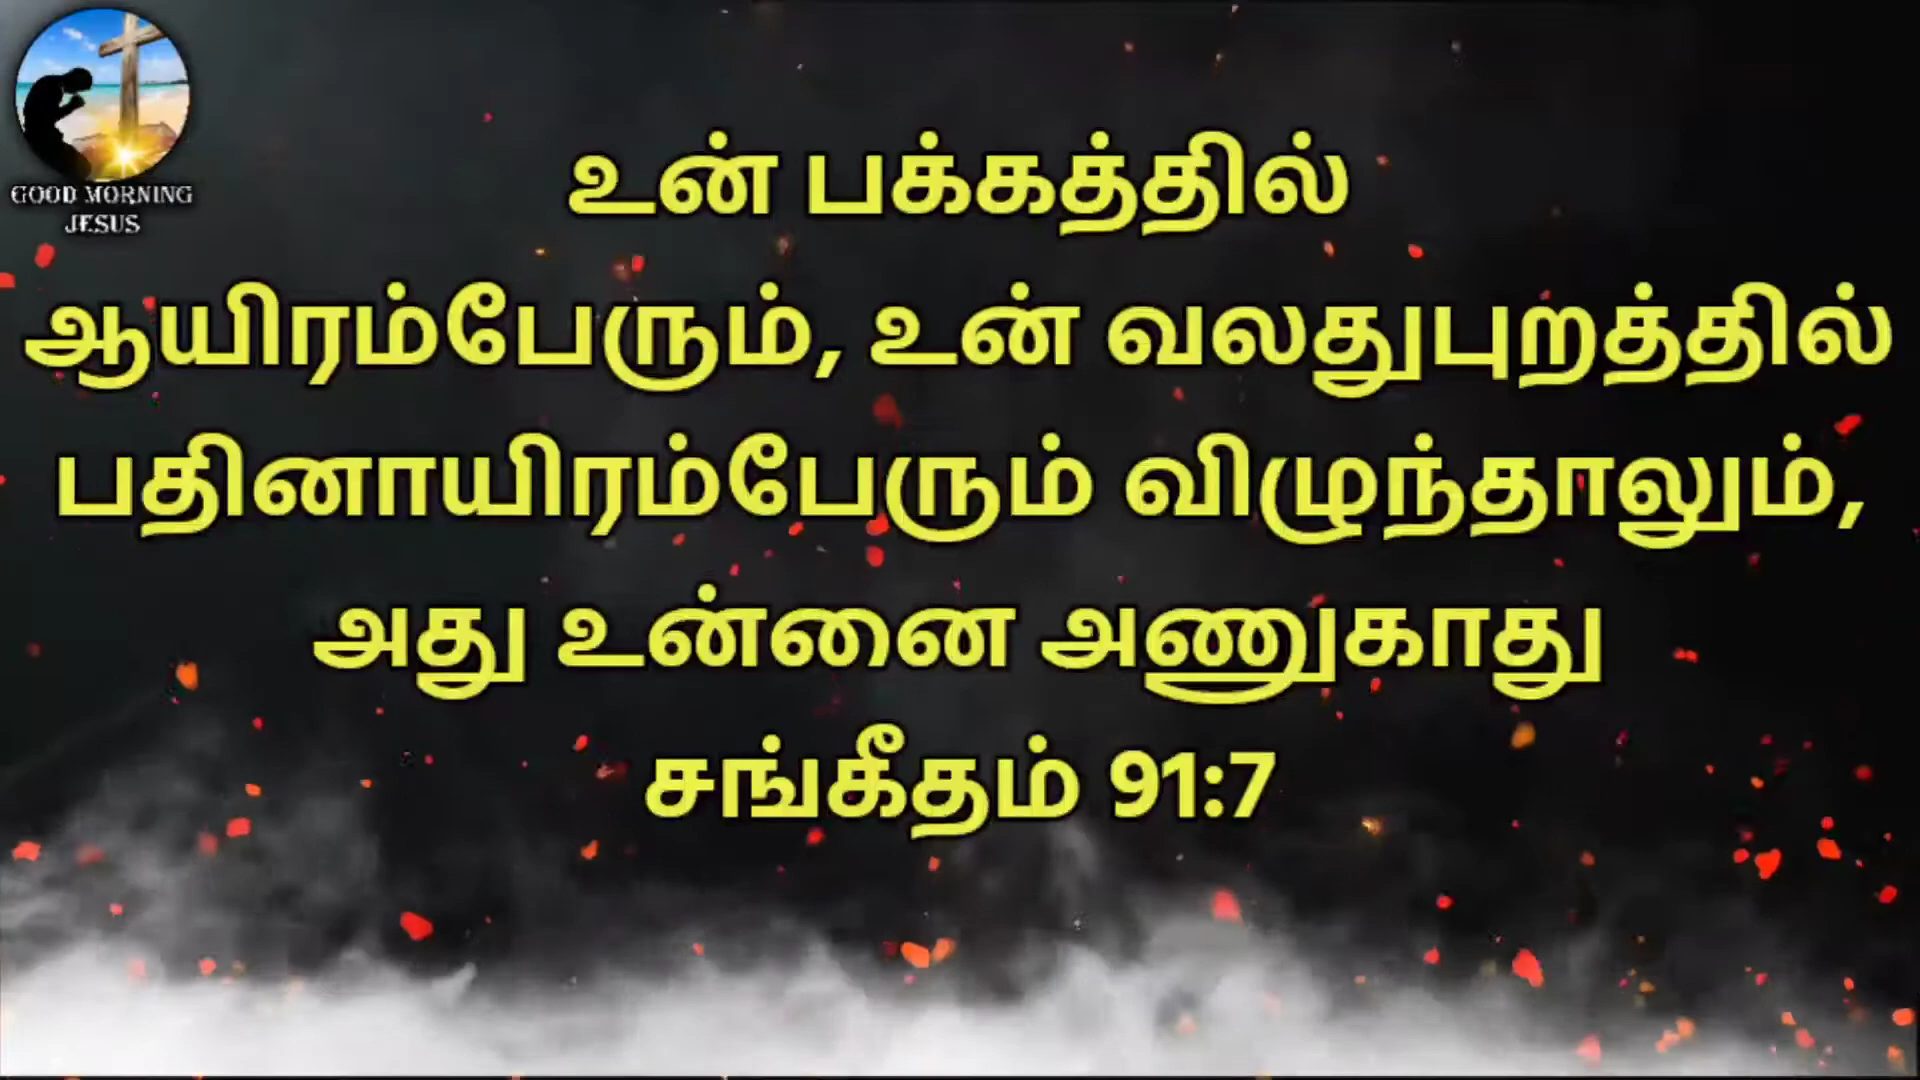 GOOD MORNING
JESUS
உன் பக்கத்தில்
ஆயிரம்பேரும், உன் வலதுபுறத்தில்
பதினாயிரம்பேரும் விழுந்தாலும்,
அது உன்னை அணுகாது
சங்கீதம் 91:7